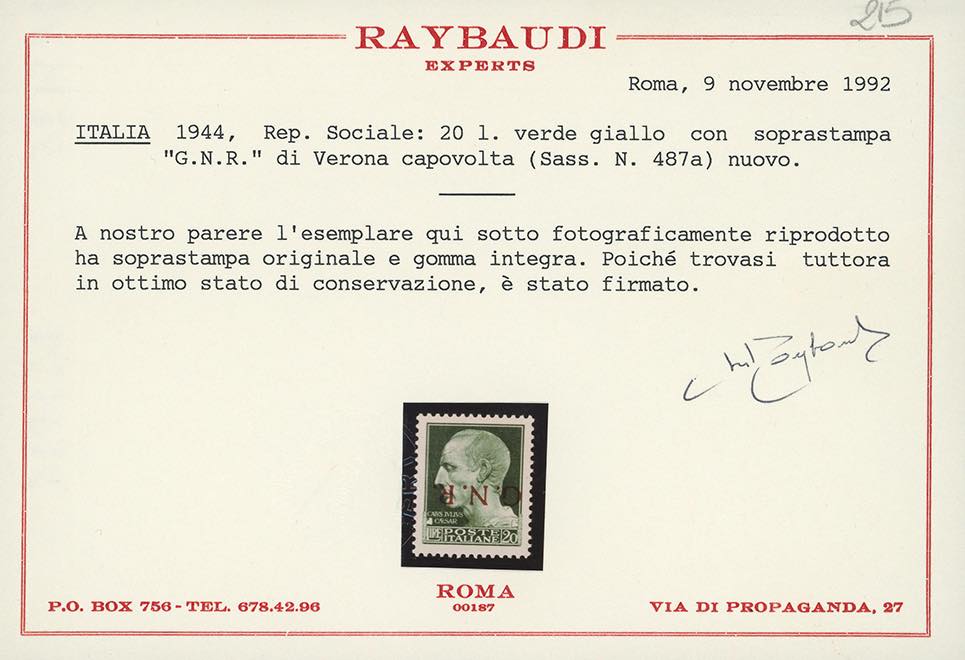 215
RAYBAUDI
EXPERTS
Roma, 9 novembre 1992
ITALIA 1944, Rep. Sociale: 20 l. verde giallo con soprastampa
"G.N.R." di Verona capovolta (Sass. N. 487a) nuovo.
A nostro parere l'esemplare qui sotto fotograficamente riprodotto
ha soprastampa originale e gomma integra. Poiché trovasi tuttora
in ottimo stato di conservazione, è stato firmato.
G.N.R.
CAIVS IVLIVS
CÆSAR
LIRE POSTE ITALIANE 20
ROMA
00187
P.O. BOX 756 - TEL. 678.42.96
VIA DI PROPAGANDA, 27